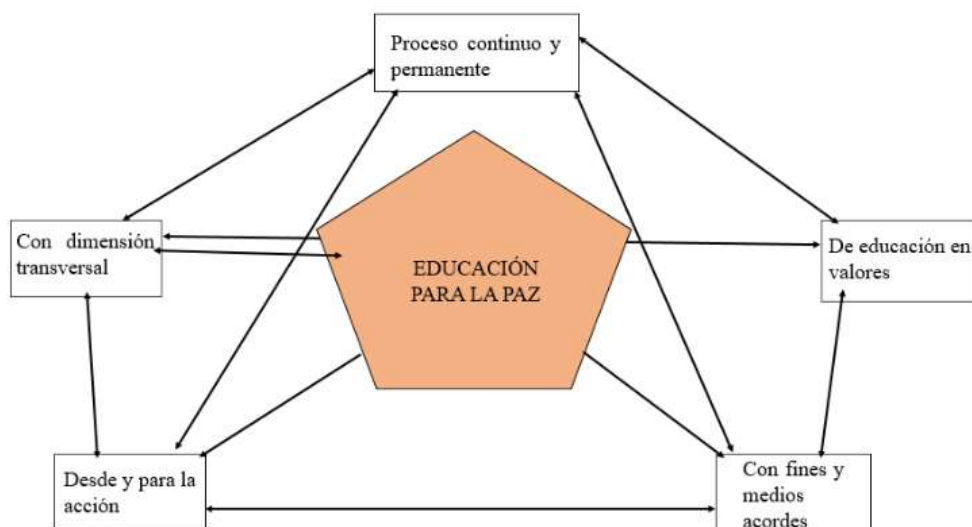 Proceso continuo y
permanente
Con dimensión
transversal
EDUCACIÓN
PARA LA PAZ
De educación en
valores
Desde y para la
acción
Con fines y
medios
acordes